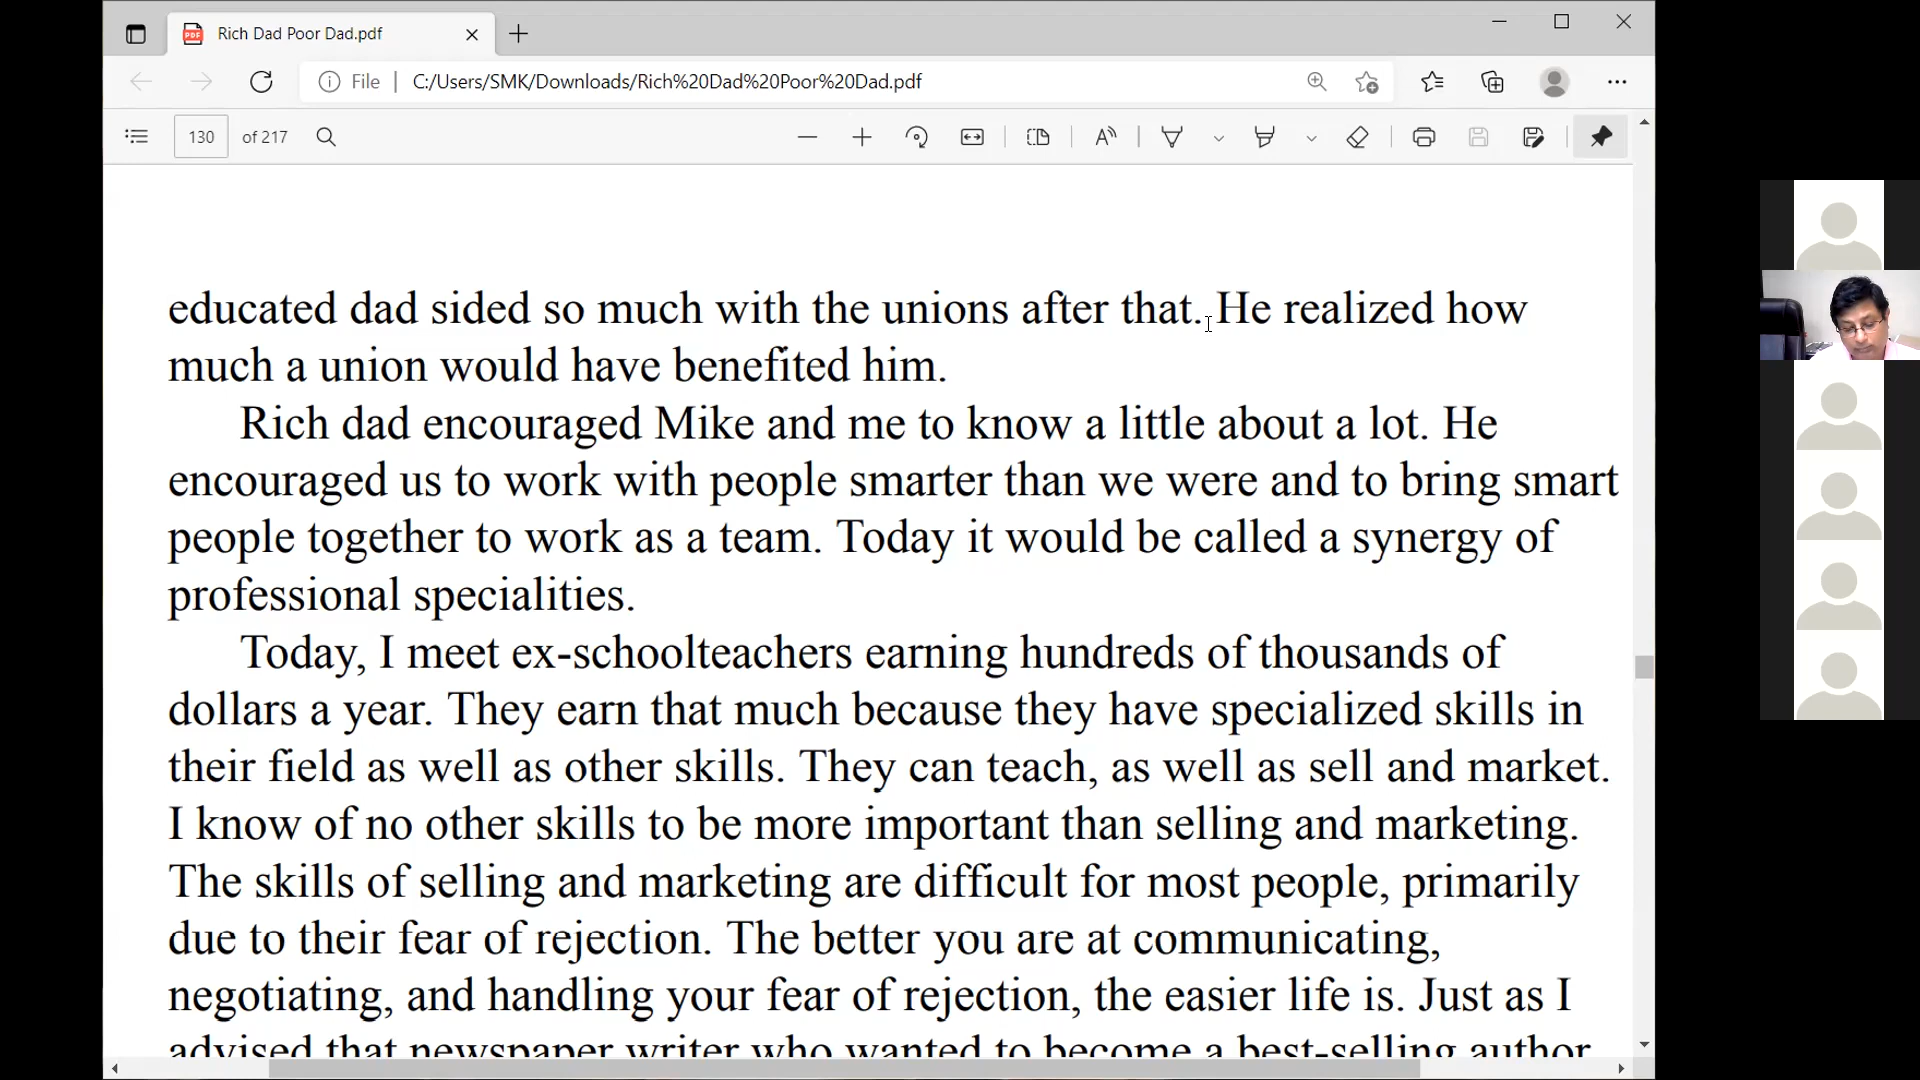 Rich Dad Poor Dad.pdf
File C:/Users/SMK/Downloads/Rich%20Dad%20Poor%20Dad.pdf
130 of 217
educated dad sided so much with the unions after that. He realized how
much a union would have benefited him.
Rich dad encouraged Mike and me to know a little about a lot. He
encouraged us to work with people smarter than we were and to bring smart
people together to work as a team. Today it would be called a synergy of
professional specialities.
Today, I meet ex-schoolteachers earning hundreds of thousands of
dollars a year. They earn that much because they have specialized skills in
their field as well as other skills. They can teach, as well as sell and market.
I know of no other skills to be more important than selling and marketing.
The skills of selling and marketing are difficult for most people, primarily
due to their fear of rejection. The better you are at communicating,
negotiating, and handling your fear of rejection, the easier life is. Just as I
advised that newspaper writer who wanted to become a best-selling author